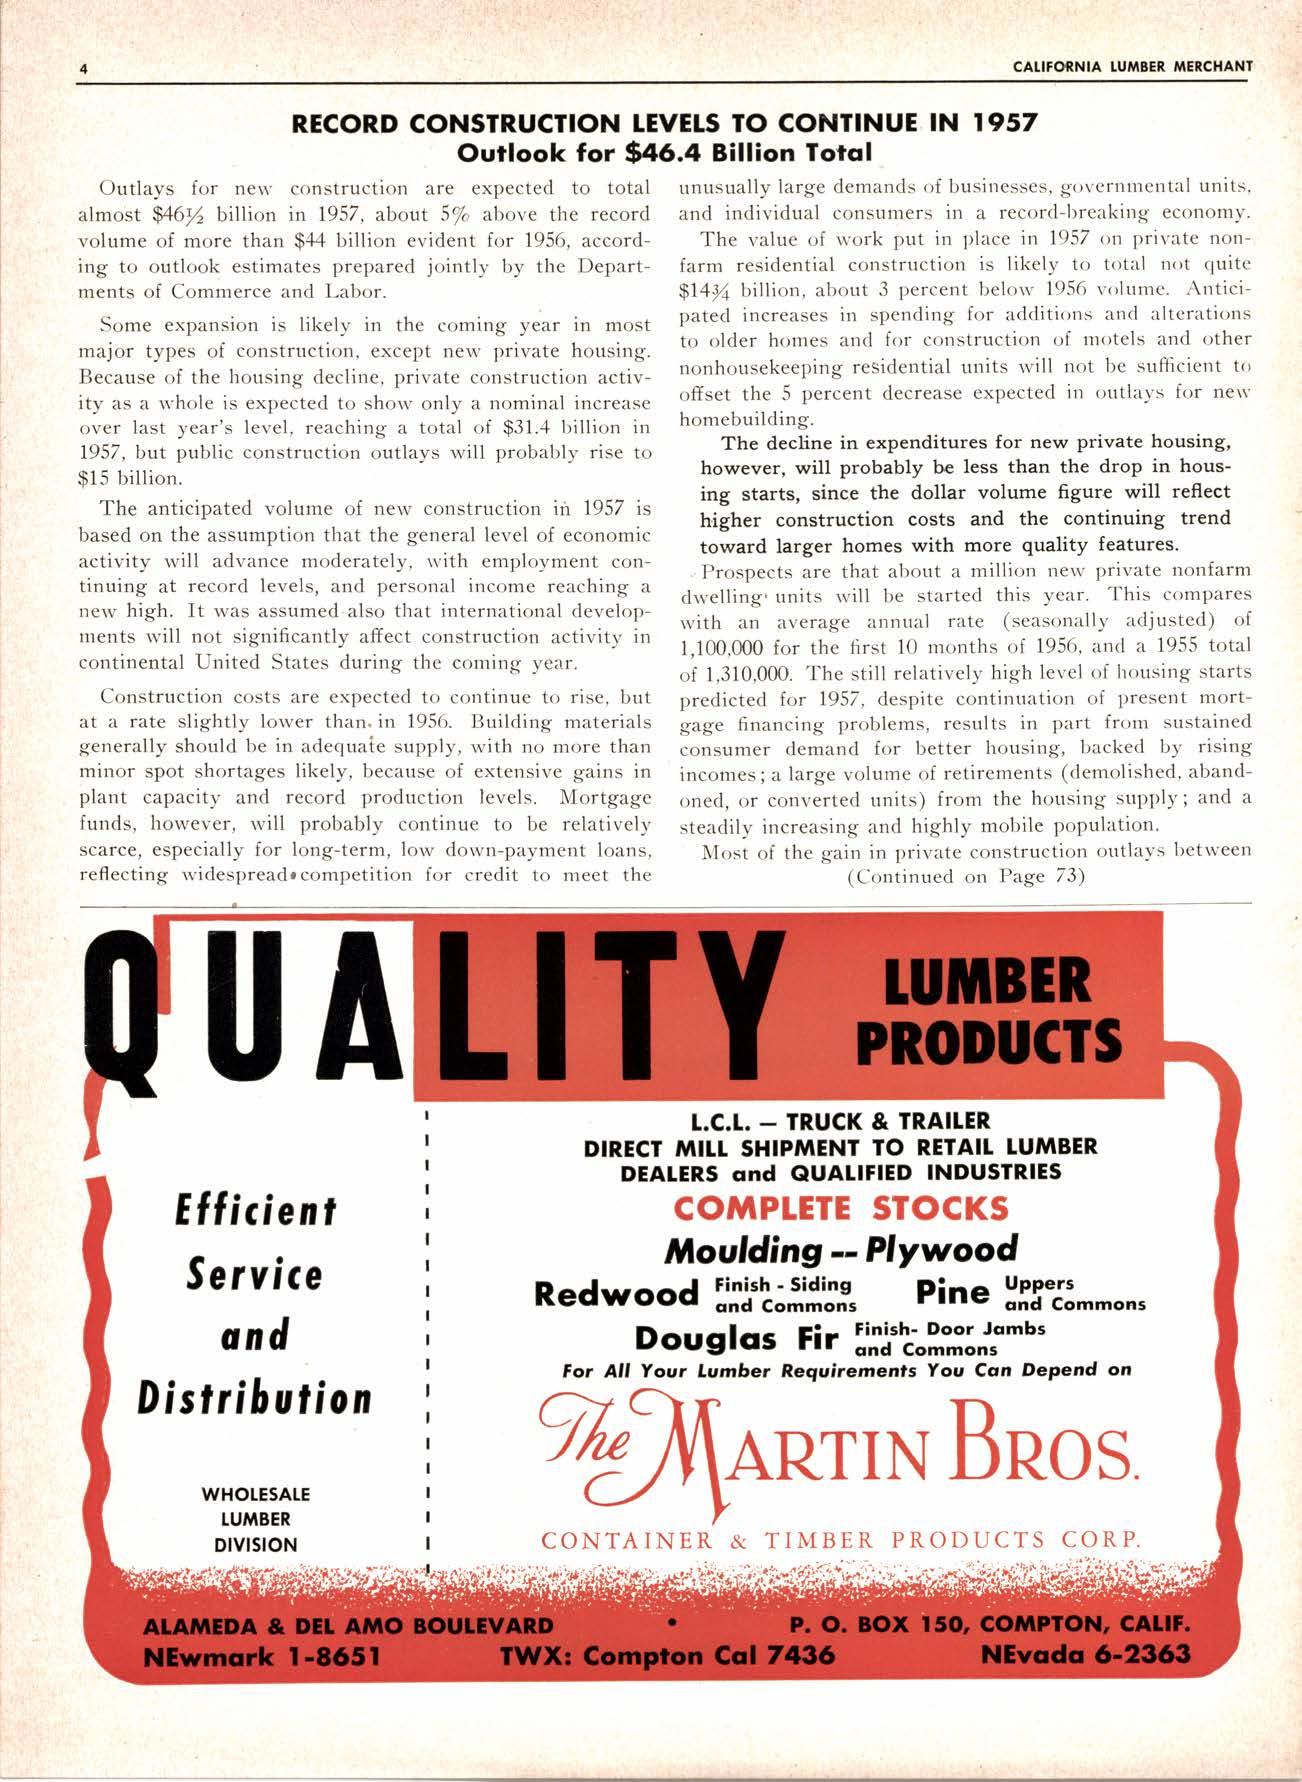 4
CALIFORNIA LUMBER MERCHANT
RECORD CONSTRUCTION LEVELS TO CONTINUE IN 1957
Outlook for $46.4 Billion Total
Outlays for new construction are expected to total
almost $46½ billion in 1957, about 5% above the record
volume of more than $44 billion evident for 1956, accord-
ing to outlook estimates prepared jointly by the Depart-
ments of Commerce and Labor.
Some expansion is likely in the coming year in most
major types of construction, except new private housing.
Because of the housing decline, private construction activ-
ity as a whole is expected to show only a nominal increase
over last year's level, reaching a total of $31.4 billion in
1957, but public construction outlays will probably rise to
$15 billion.
The anticipated volume of new construction in 1957 is
based on the assumption that the general level of economic
activity will advance moderately, with employment con-
tinuing at record levels, and personal income reaching a
new high. It was assumed also that international develop-
ments will not significantly affect construction activity in
continental United States during the coming year.
Construction costs are expected to continue to rise, but
at a rate slightly lower than in 1956. Building materials
generally should be in adequate supply, with no more than
minor spot shortages likely, because of extensive gains in
plant capacity and record production levels. Mortgage
funds, however, will probably continue to be relatively
scarce, especially for long-term, low down-payment loans,
reflecting widespread competition for credit to meet the
unusually large demands of businesses, governmental units,
and individual consumers in a record-breaking economy.
The value of work put in place in 1957 on private non-
farm residential construction is likely to total not quite
$14¾ billion, about 3 percent below 1956 volume. Antici-
pated increases in spending for additions and alterations
to older homes and for construction of motels and other
nonhousekeeping residential units will not be sufficient to
offset the 5 percent decrease expected in outlays for new
homebuilding.
The decline in expenditures for new private housing,
however, will probably be less than the drop in hous-
ing starts, since the dollar volume figure will reflect
higher construction costs and the continuing trend
toward larger homes with more quality features.
Prospects are that about a million new private nonfarm
dwelling units will be started this year. This compares
with an average annual rate (seasonally adjusted) of
1,100,000 for the first 10 months of 1956, and a 1955 total
of 1,310,000. The still relatively high level of housing starts
predicted for 1957, despite continuation of present mort-
gage financing problems, results in part from sustained
consumer demand for better housing, backed by rising
incomes; a large volume of retirements (demolished, aband-
oned, or converted units) from the housing supply; and a
steadily increasing and highly mobile population.
Most of the gain in private construction outlays between
(Continued on Page 73)
QUALITY
LUMBER
PRODUCTS
Efficient
Service
and
Distribution
WHOLESALE
LUMBER
DIVISION
L.C.L. — TRUCK & TRAILER
DIRECT MILL SHIPMENT TO RETAIL LUMBER
DEALERS and QUALIFIED INDUSTRIES
COMPLETE STOCKS
Moulding -- Plywood
Redwood Finish - Siding and Commons
Pine Uppers and Commons
Douglas Fir Finish- Door Jambs and Commons
For All Your Lumber Requirements You Can Depend on
The MARTIN BROS.
CONTAINER & TIMBER PRODUCTS CORP.
ALAMEDA & DEL AMO BOULEVARD • P. O. BOX 150, COMPTON, CALIF.
NEwmark 1-8651 TWX: Compton Cal 7436 NEvada 6-2363